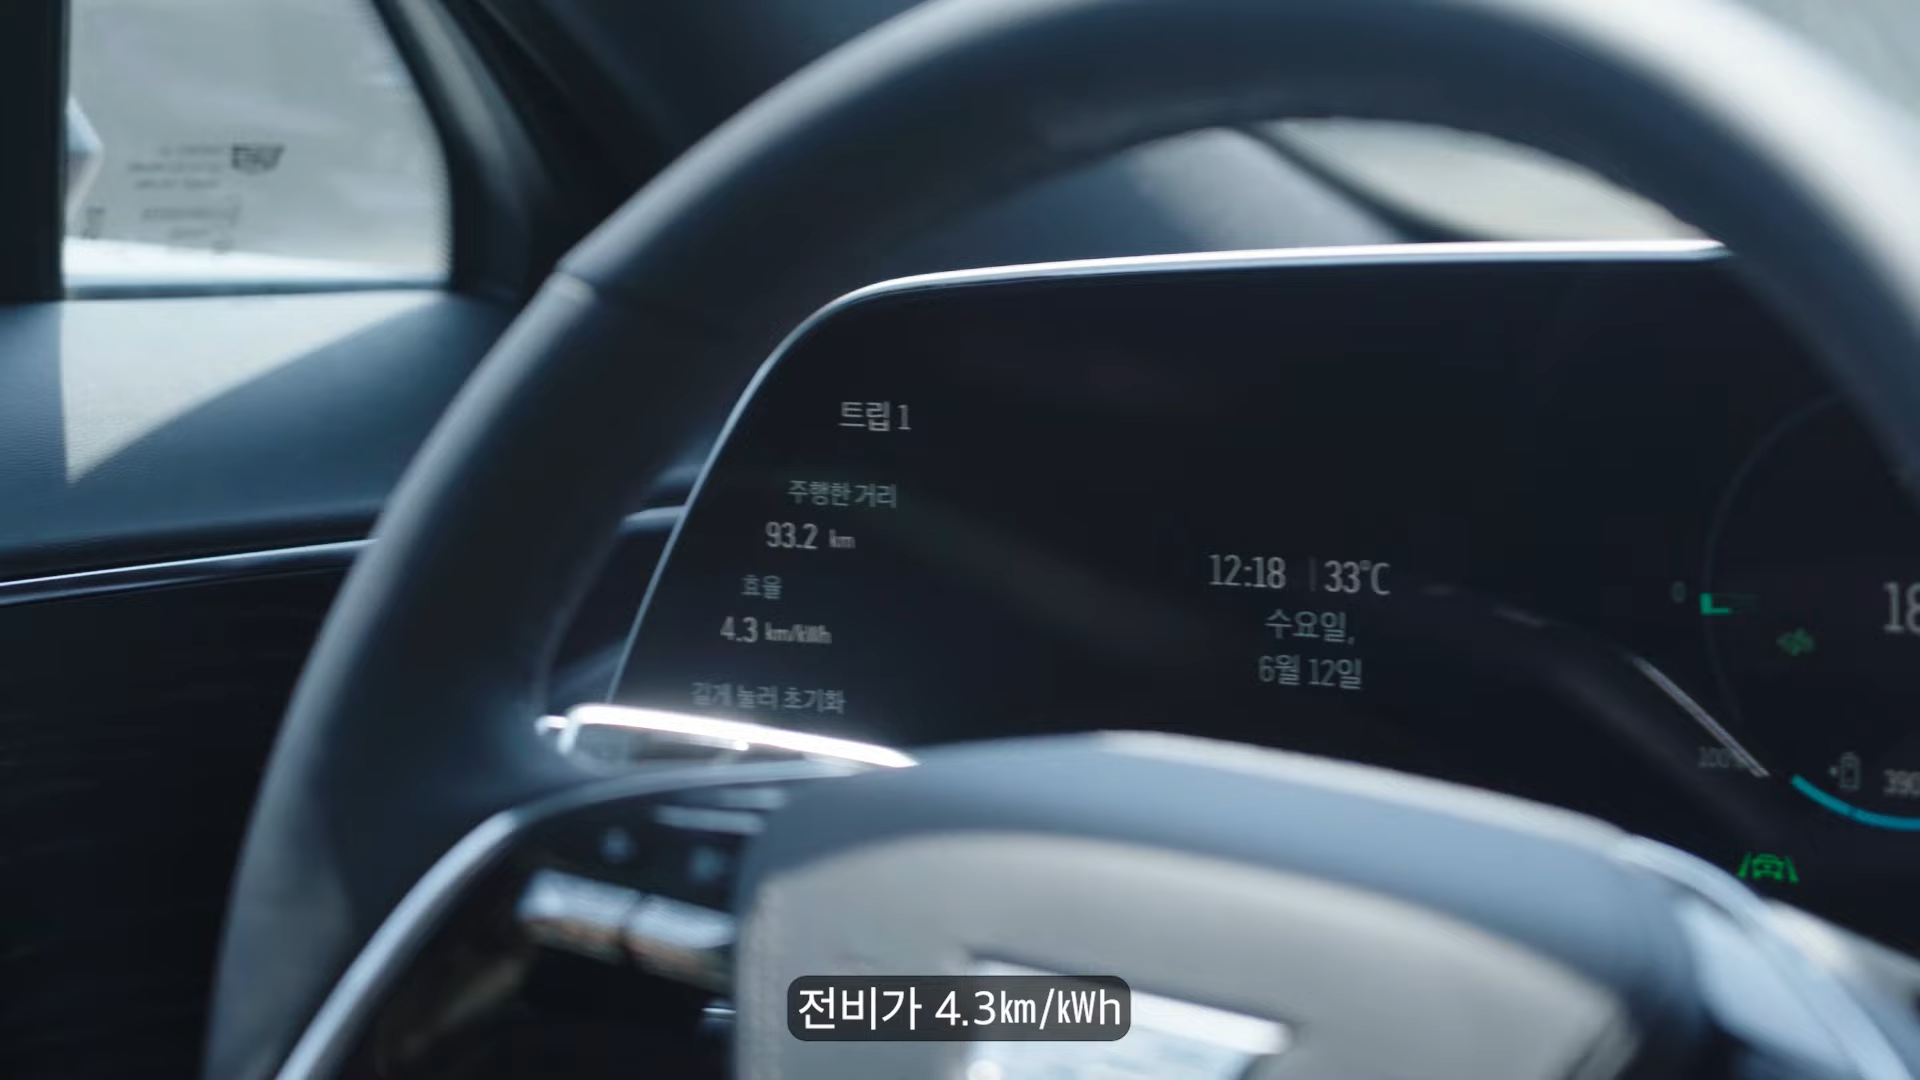 트립 1
주행한 거리
93.2 km
효율
4.3 km/kWh
길게 눌러 초기화
12:18 | 33°C
수요일,
6월 12일
0
18
100%
390
전비가 4.3㎞/㎾h